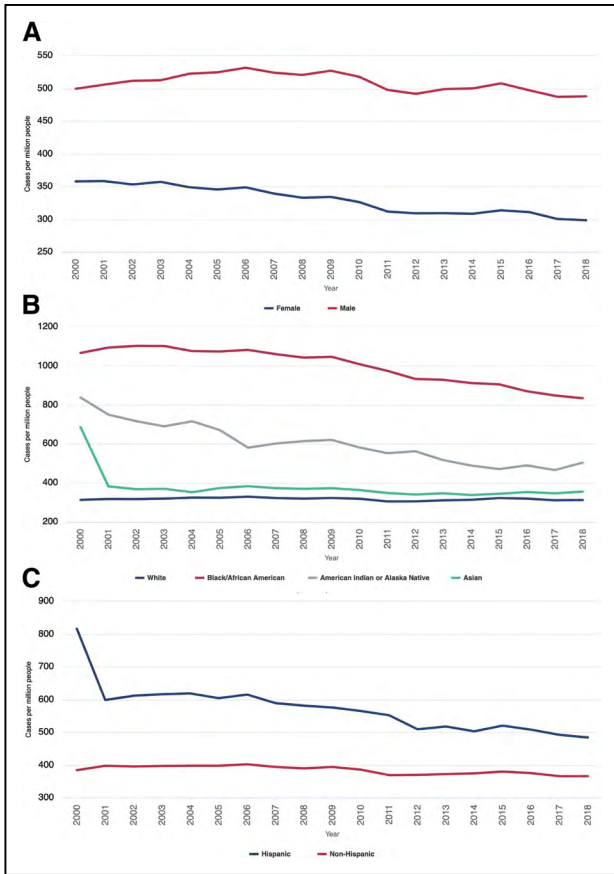 A
550
500
450
400
350
300
250
Cases per million people
2000 2001 2002 2003 2004 2005 2006 2007 2008 2009 2010 2011 2012 2013 2014 2015 2016 2017 2018
Year
Female Male
B
1200
1000
800
600
400
200
Cases per million people
2000 2001 2002 2003 2004 2005 2006 2007 2008 2009 2010 2011 2012 2013 2014 2015 2016 2017 2018
Year
White Black/African American American Indian or Alaska Native Asian
C
900
800
700
600
500
400
300
Cases per million people
2000 2001 2002 2003 2004 2005 2006 2007 2008 2009 2010 2011 2012 2013 2014 2015 2016 2017 2018
Year
Hispanic Non-Hispanic